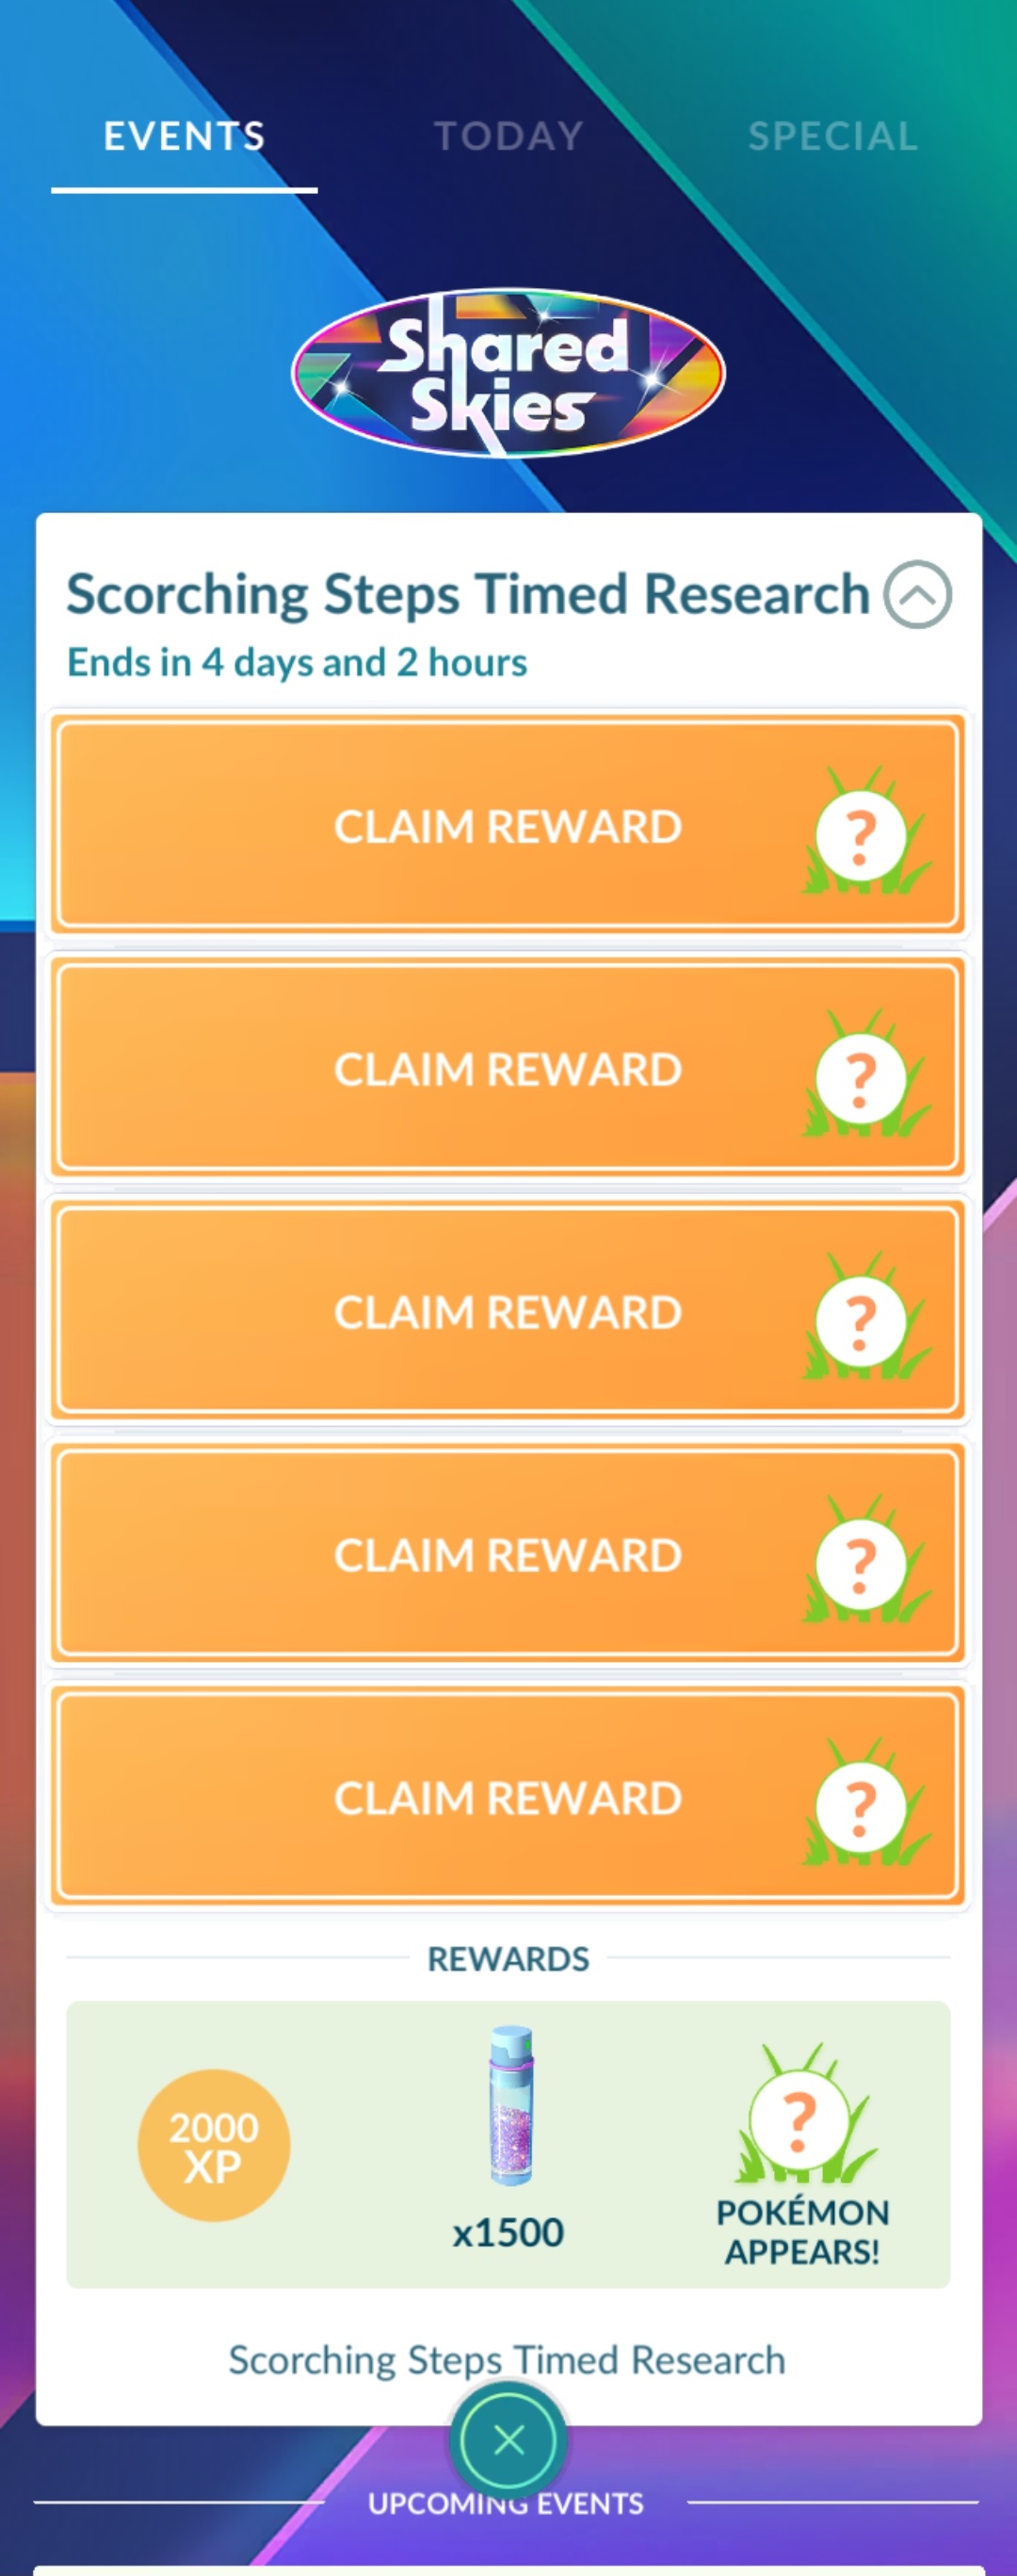 EVENTS
TODAY
SPECIAL
Shared
Skies
Scorching Steps Timed Research
Ends in 4 days and 2 hours
CLAIM REWARD
?
CLAIM REWARD
?
CLAIM REWARD
?
CLAIM REWARD
?
CLAIM REWARD
?
REWARDS
2000
XP
x1500
?
POKÉMON
APPEARS!
Scorching Steps Timed Research
UPCOMING EVENTS